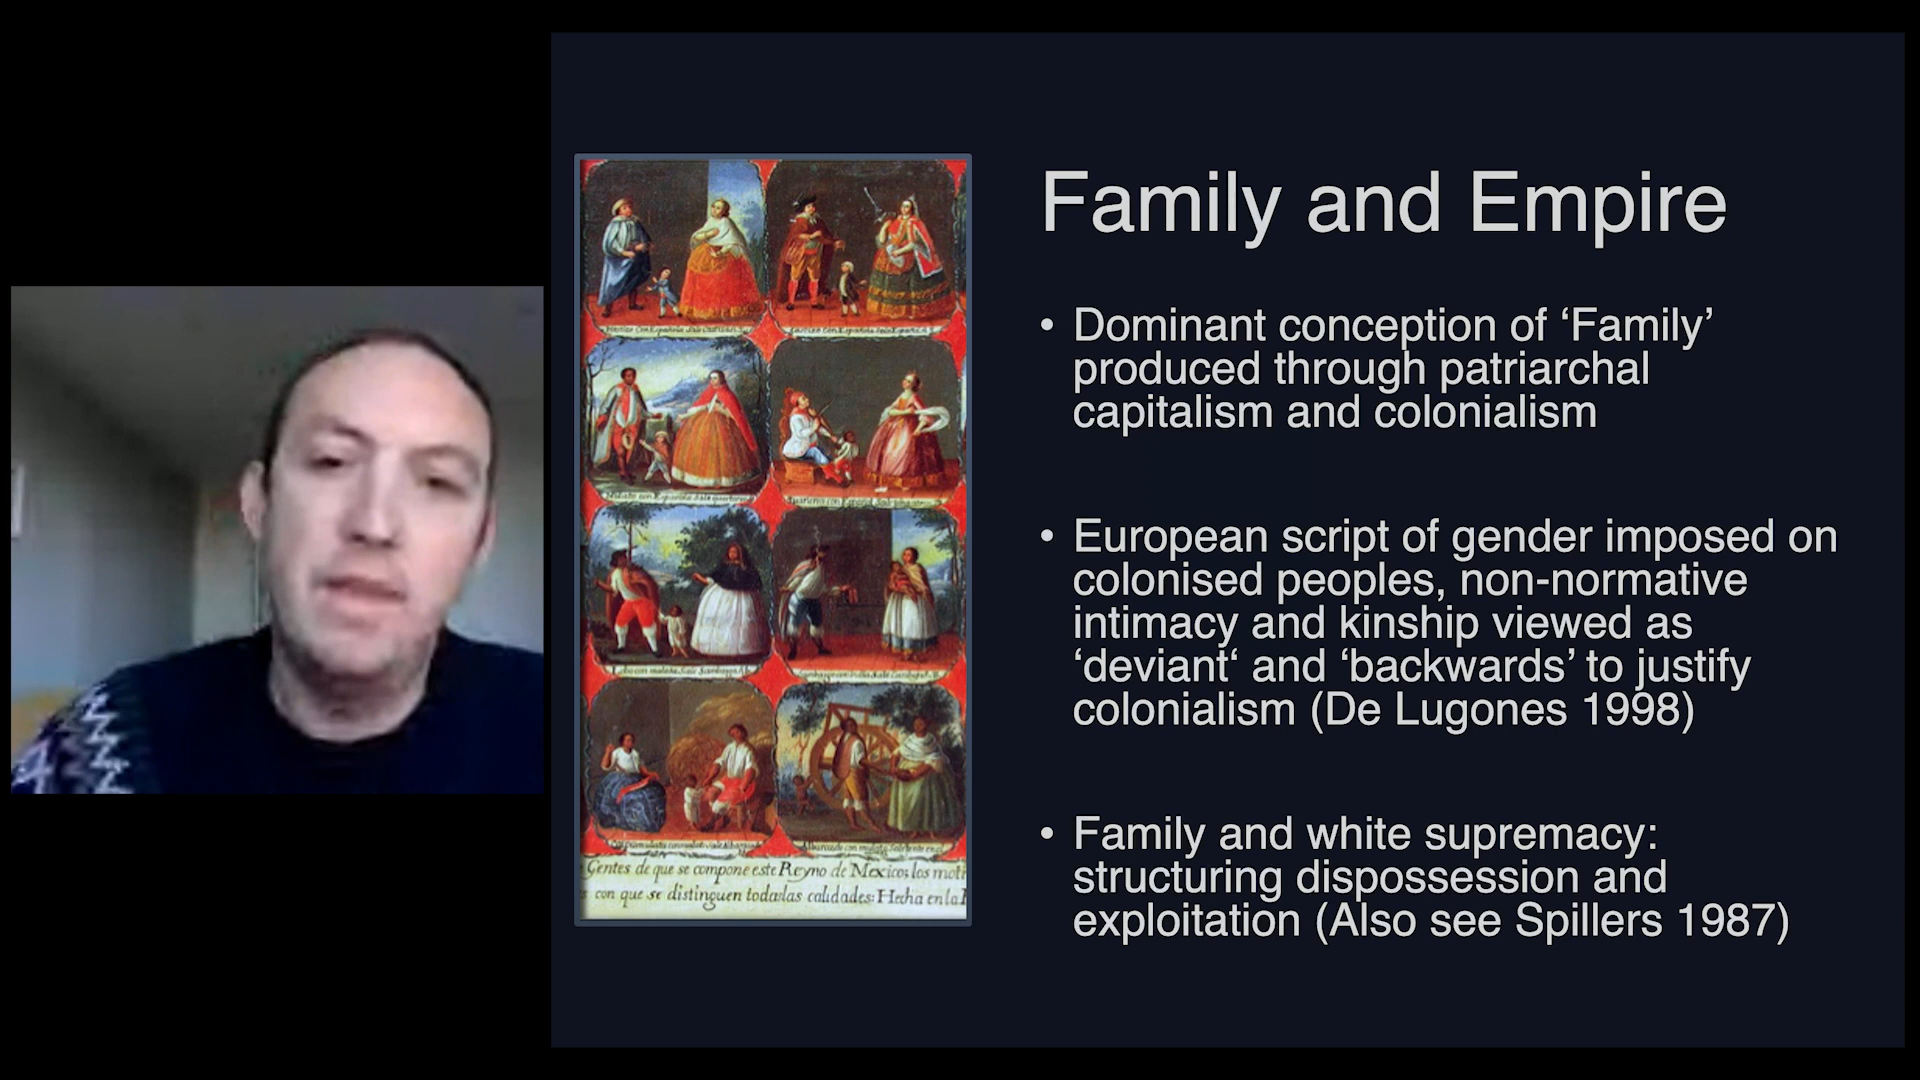 Family and Empire
• Dominant conception of ‘Family’
produced through patriarchal
capitalism and colonialism
• European script of gender imposed on
colonised peoples, non-normative
intimacy and kinship viewed as
‘deviant‘ and ‘backwards’ to justify
colonialism (De Lugones 1998)
• Family and white supremacy:
structuring dispossession and
exploitation (Also see Spillers 1987)
Gentes de que se compone este Reyno de Mexico; los
con que se distinguen todas las calidades: Hecha en la